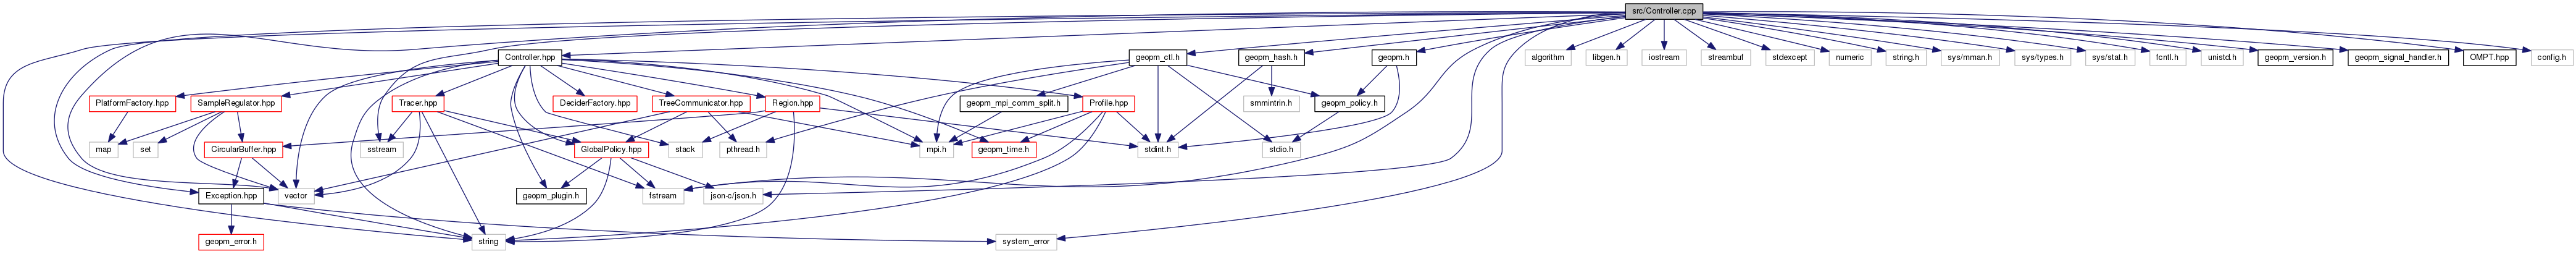 src/Controller.cpp
Controller.hpp
geopm_ctl.h
geopm_hash.h
geopm.h
algorithm
libgen.h
iostream
streambuf
stdexcept
numeric
string.h
sys/mman.h
sys/types.h
sys/stat.h
fcntl.h
unistd.h
geopm_version.h
geopm_signal_handler.h
OMPT.hpp
config.h
PlatformFactory.hpp
SampleRegulator.hpp
Tracer.hpp
DeciderFactory.hpp
TreeCommunicator.hpp
Region.hpp
geopm_mpi_comm_split.h
Profile.hpp
smmintrin.h
geopm_policy.h
map
set
CircularBuffer.hpp
sstream
GlobalPolicy.hpp
stack
pthread.h
mpi.h
geopm_time.h
stdint.h
stdio.h
Exception.hpp
vector
geopm_plugin.h
fstream
json-c/json.h
geopm_error.h
string
system_error